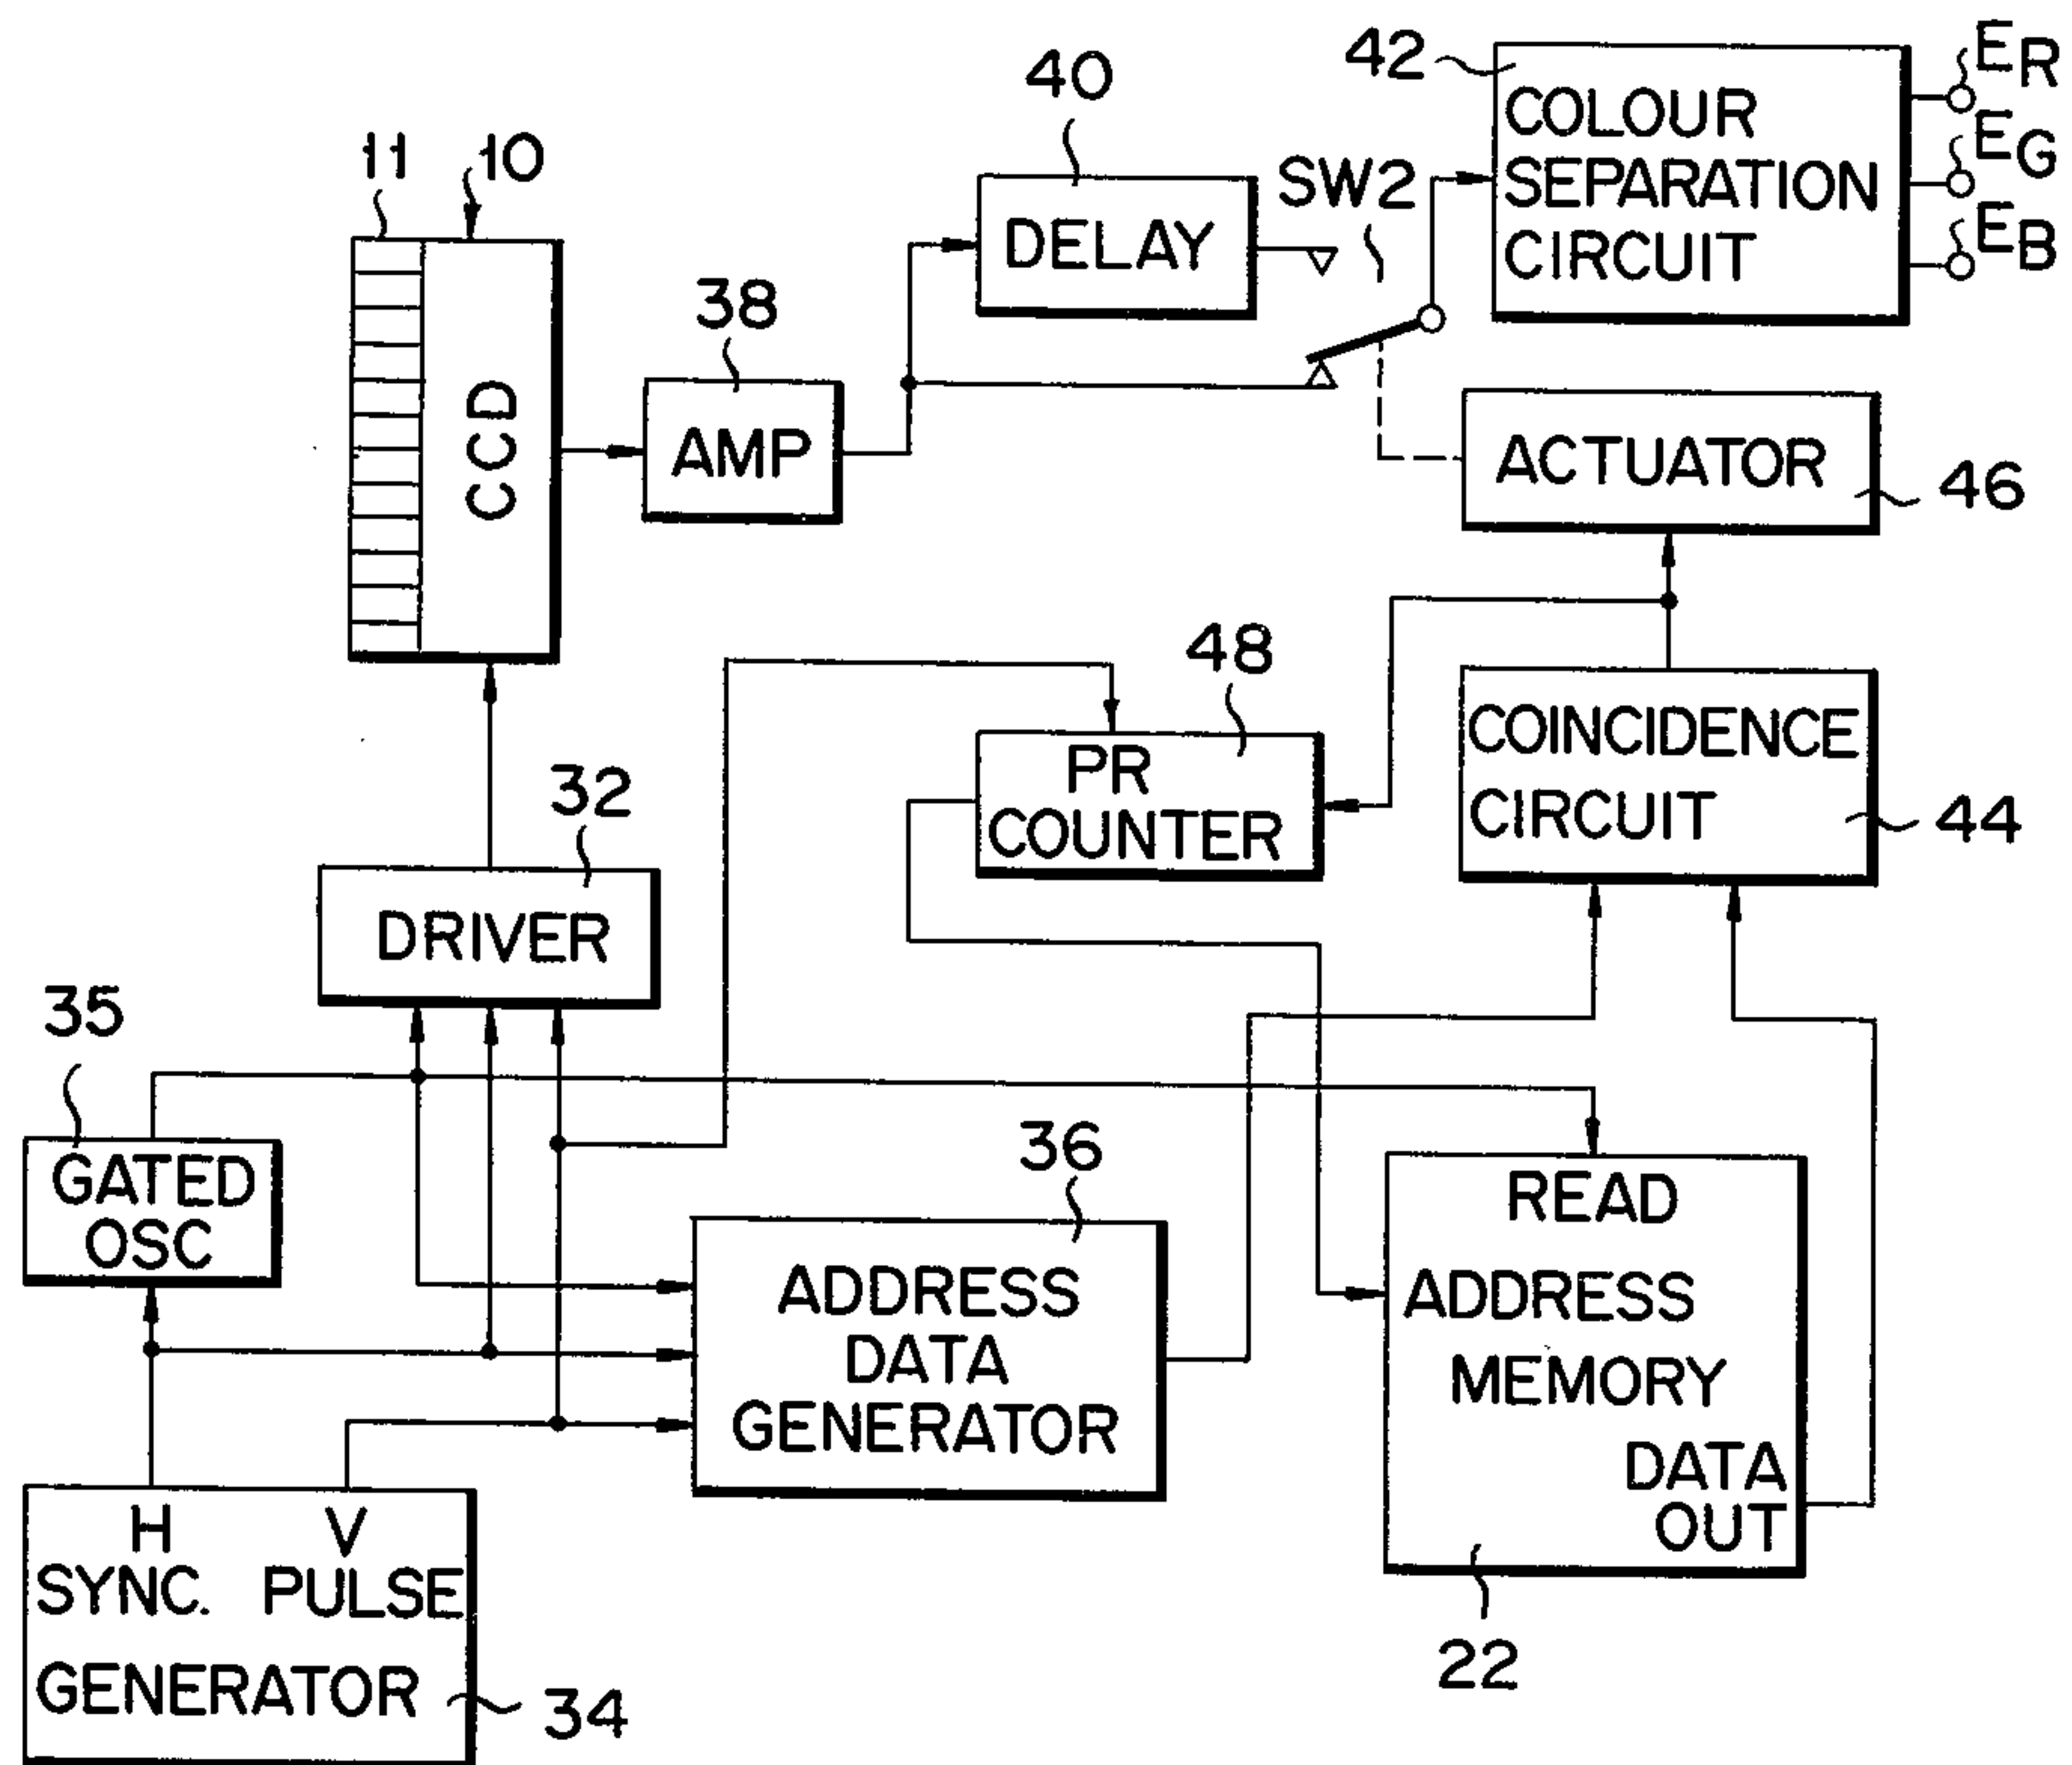 11
10
CCD
38
AMP
40
DELAY
SW2
42
COLOUR
SEPARATION
CIRCUIT
ER
EG
EB
ACTUATOR
46
48
PR
COUNTER
COINCIDENCE
CIRCUIT
44
32
DRIVER
35
GATED
OSC
36
ADDRESS
DATA
GENERATOR
READ
ADDRESS
MEMORY
DATA
OUT
22
H V
SYNC. PULSE
GENERATOR
34